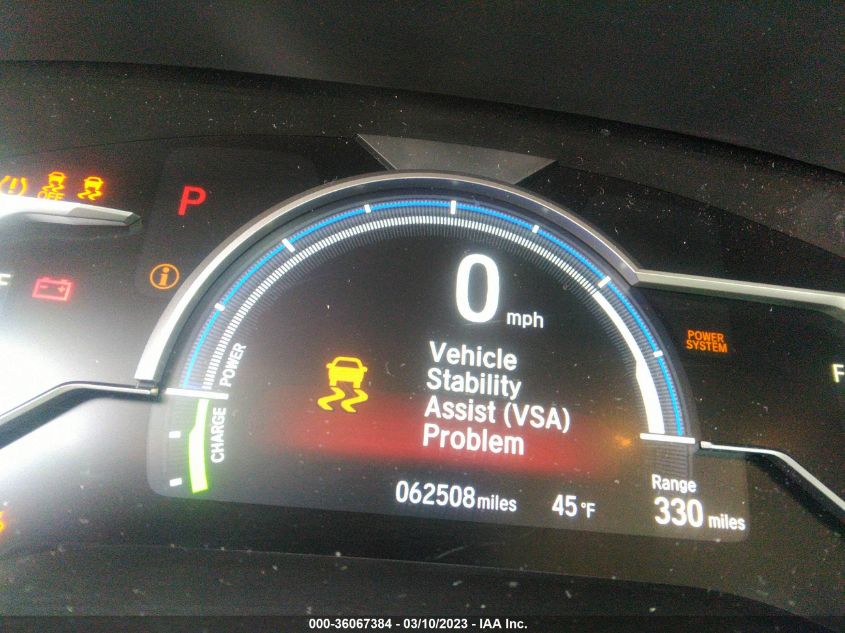 OFF
P
F
0 mph
Vehicle
Stability
Assist (VSA)
Problem
POWER
CHARGE
POWER
SYSTEM
F
062508 miles
45 °F
Range
330 miles
000-36067384 - 03/10/2023 - IAA Inc.